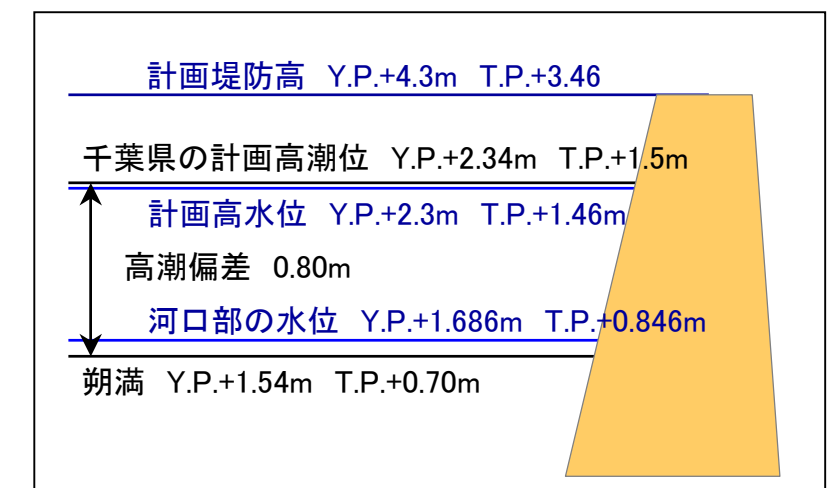 計画堤防高 Y.P.+4.3m T.P.+3.46
千葉県の計画高潮位 Y.P.+2.34m T.P.+1.5m
計画高水位 Y.P.+2.3m T.P.+1.46m
高潮偏差 0.80m
河口部の水位 Y.P.+1.686m T.P.+0.846m
朔満 Y.P.+1.54m T.P.+0.70m